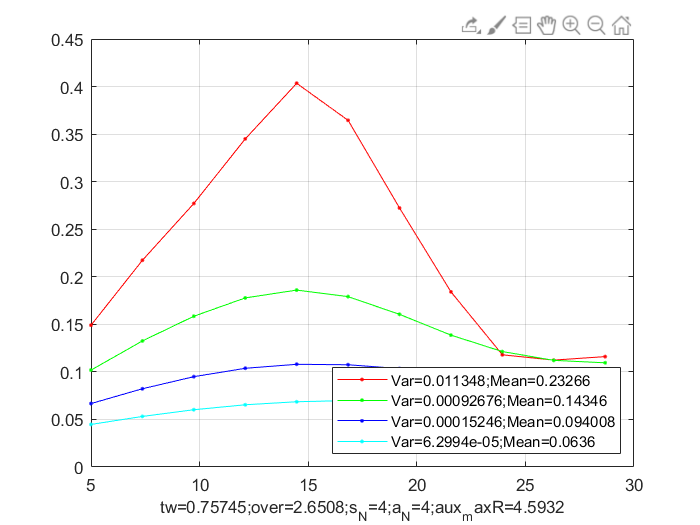 0.45
0.4
0.35
0.3
0.25
0.2
0.15
0.1
0.05
0
Var=0.011348;Mean=0.23266
Var=0.00092676;Mean=0.14346
Var=0.00015246;Mean=0.094008
Var=6.2994e-05;Mean=0.0636
5 10 15 20 25 30
tw=0.75745;over=2.6508;s_N=4;a_N=4;aux_maxR=4.5932